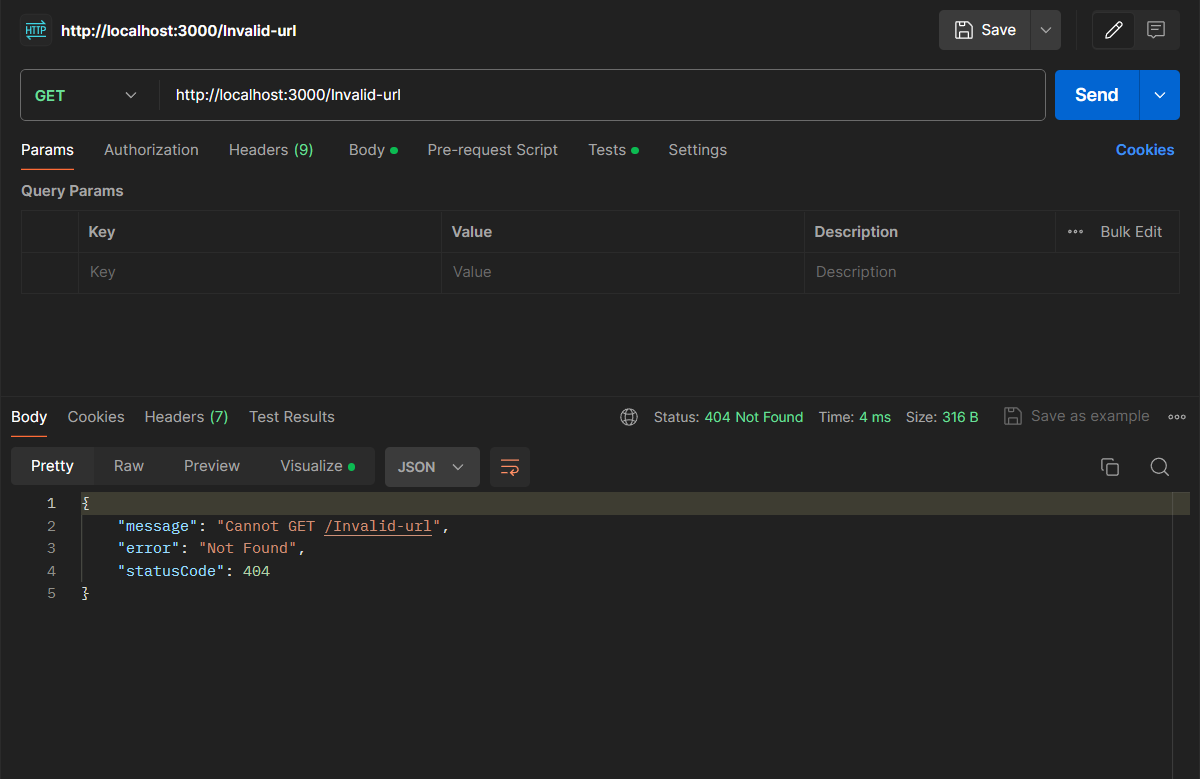 HTTP http://localhost:3000/Invalid-url Save
GET http://localhost:3000/Invalid-url Send
Params Authorization Headers (9) Body Pre-request Script Tests Settings Cookies
Query Params
Key Value Description Bulk Edit
Key Value Description
Body Cookies Headers (7) Test Results Status: 404 Not Found Time: 4 ms Size: 316 B Save as example
Pretty Raw Preview Visualize JSON
1 {
2 "message": "Cannot GET /Invalid-url",
3 "error": "Not Found",
4 "statusCode": 404
5 }